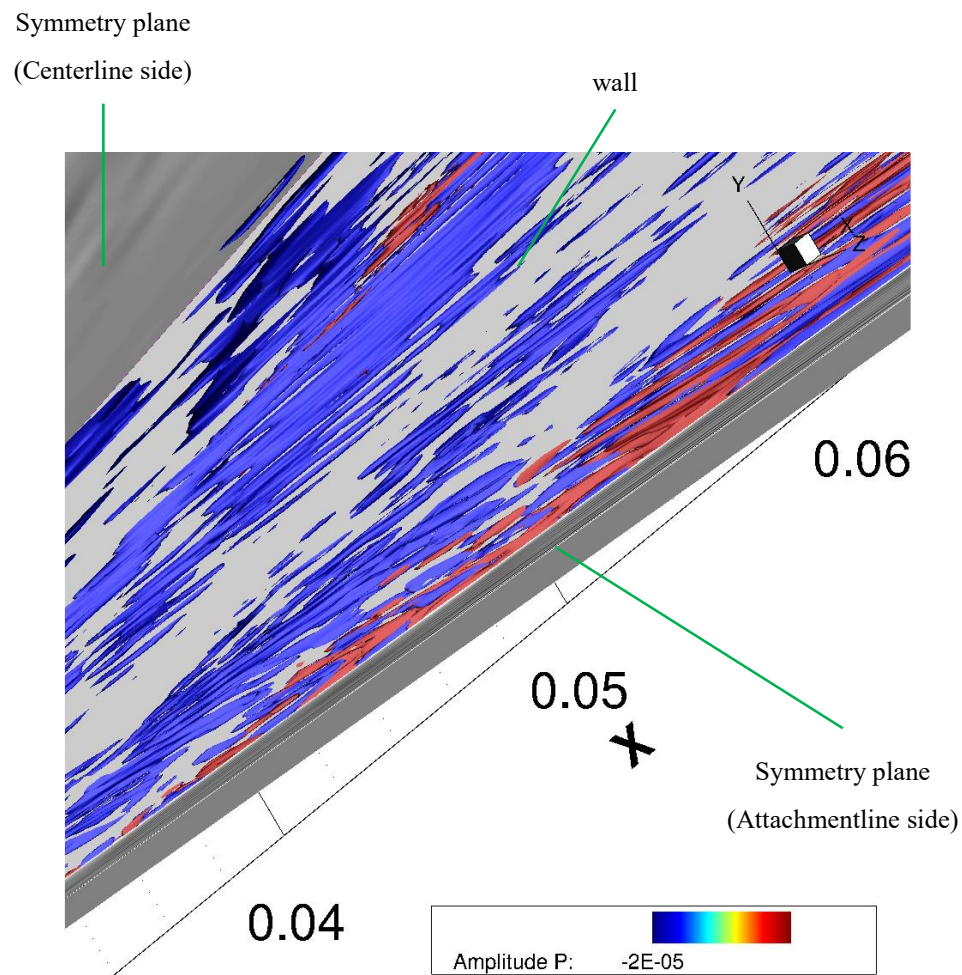 Symmetry plane
(Centerline side)
wall
Y
X
Z
0.06
0.05
X
Symmetry plane
(Attachmentline side)
0.04
Amplitude P: -2E-05